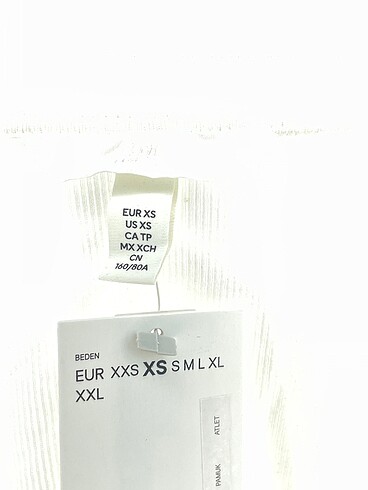 EUR XS
US XS
CA TP
MX XCH
CN
160/80A
BEDEN
EUR XXS XS S M L XL
XXL
ATLET
PAMUK